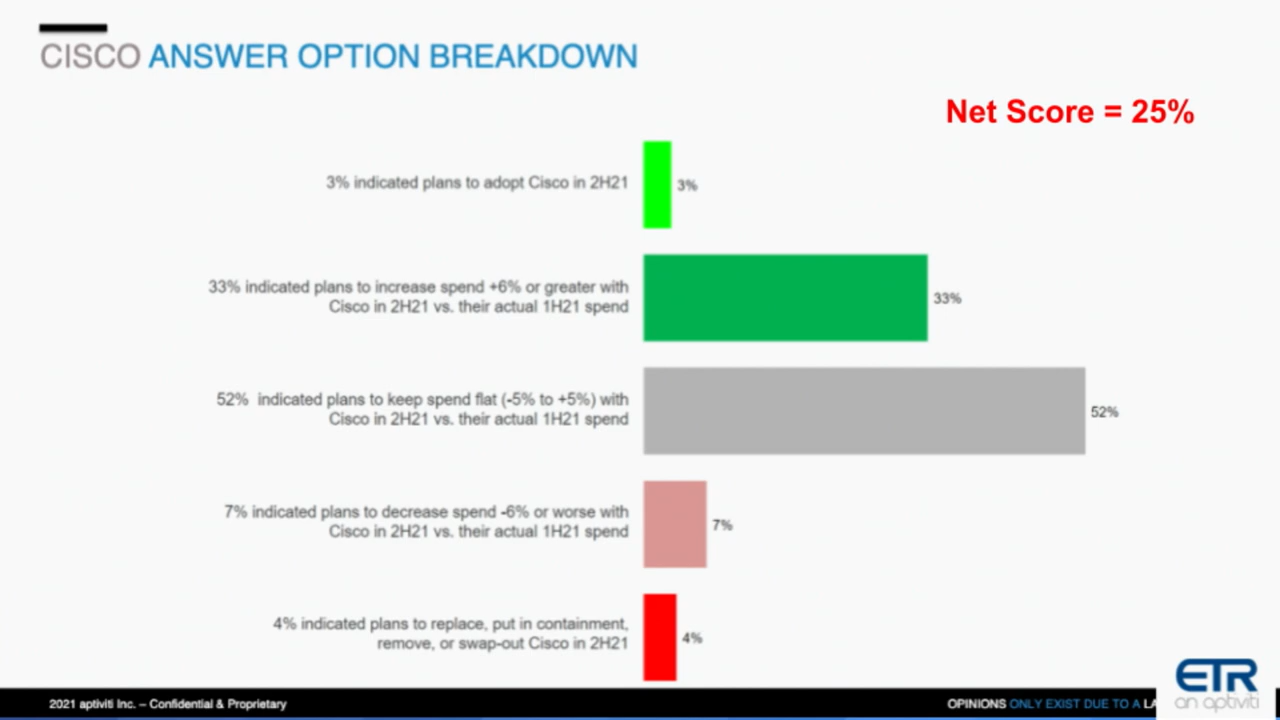 CISCO ANSWER OPTION BREAKDOWN
Net Score = 25%
3% indicated plans to adopt Cisco in 2H21
3%
33% indicated plans to increase spend +6% or greater with
Cisco in 2H21 vs. their actual 1H21 spend
33%
52% indicated plans to keep spend flat (-5% to +5%) with
Cisco in 2H21 vs. their actual 1H21 spend
52%
7% indicated plans to decrease spend -6% or worse with
Cisco in 2H21 vs. their actual 1H21 spend
7%
4% indicated plans to replace, put in containment,
remove, or swap-out Cisco in 2H21
4%
2021 aptiviti Inc. – Confidential & Proprietary
OPINIONS ONLY EXIST DUE TO A LA
ETR
an aptiviti